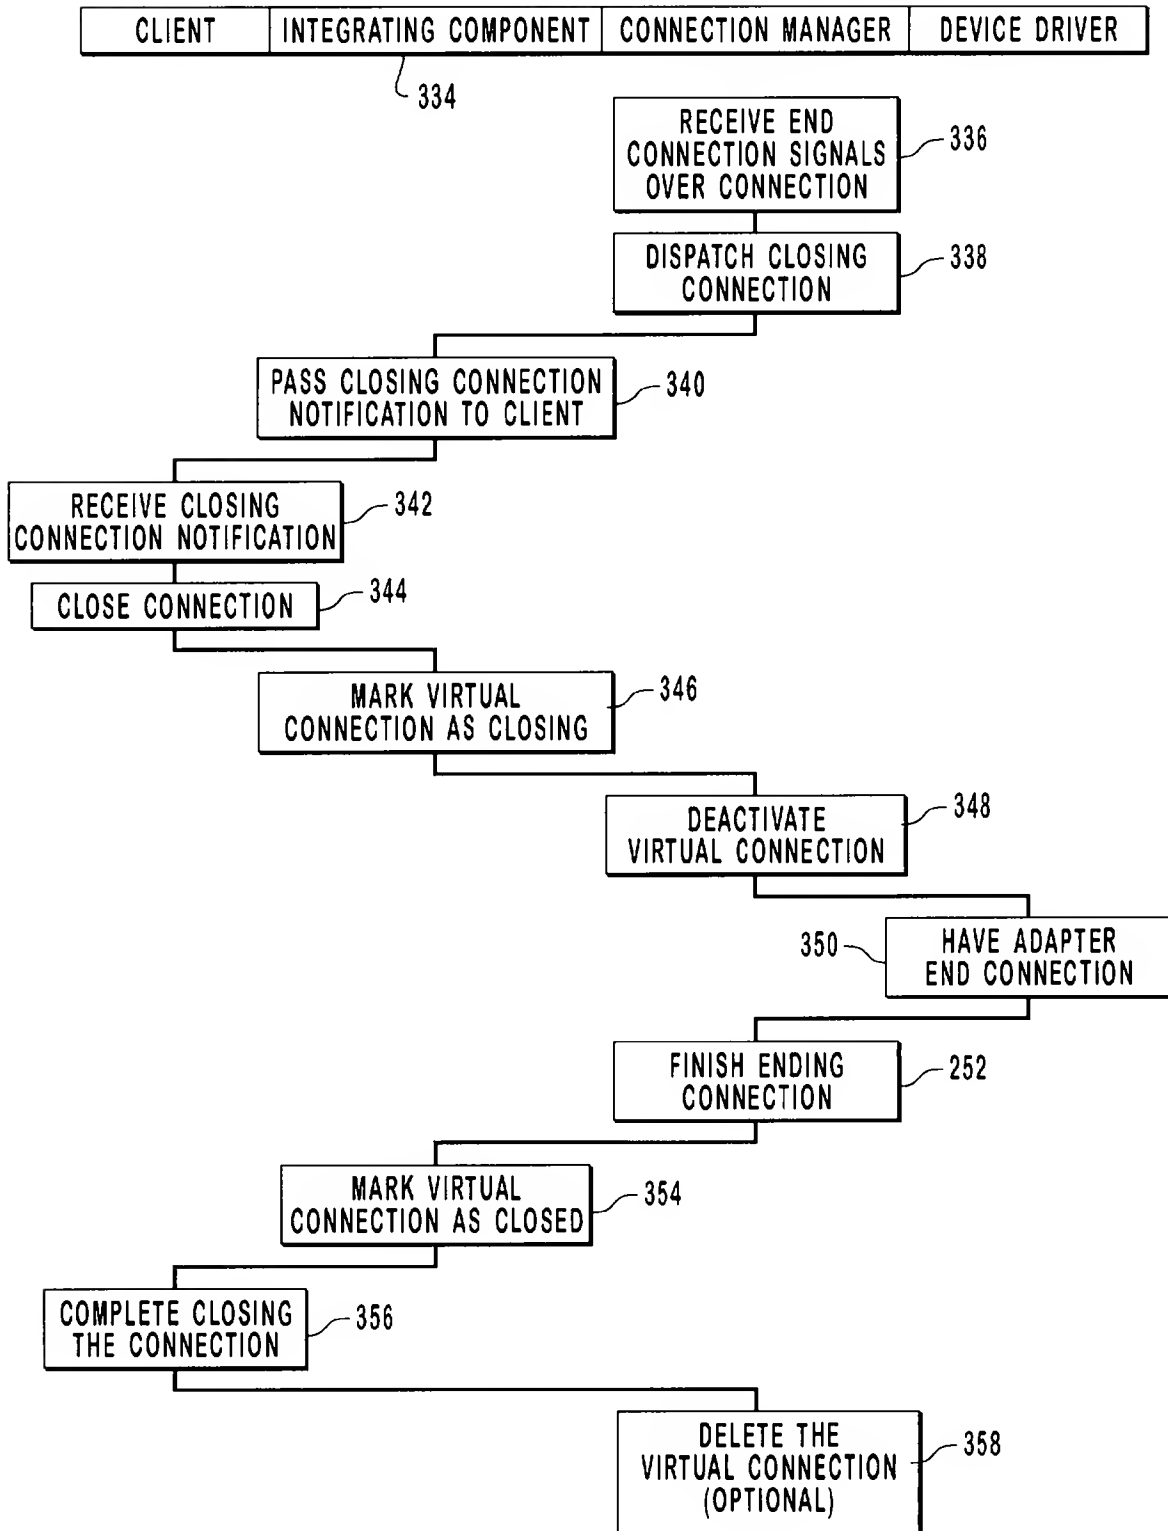 CLIENT INTEGRATING COMPONENT CONNECTION MANAGER DEVICE DRIVER
334
RECEIVE END
CONNECTION SIGNALS
OVER CONNECTION
336
DISPATCH CLOSING
CONNECTION
338
PASS CLOSING CONNECTION
NOTIFICATION TO CLIENT
340
RECEIVE CLOSING
CONNECTION NOTIFICATION
342
CLOSE CONNECTION
344
MARK VIRTUAL
CONNECTION AS CLOSING
346
DEACTIVATE
VIRTUAL CONNECTION
348
350
HAVE ADAPTER
END CONNECTION
FINISH ENDING
CONNECTION
252
MARK VIRTUAL
CONNECTION AS CLOSED
354
COMPLETE CLOSING
THE CONNECTION
356
DELETE THE
VIRTUAL CONNECTION
(OPTIONAL)
358